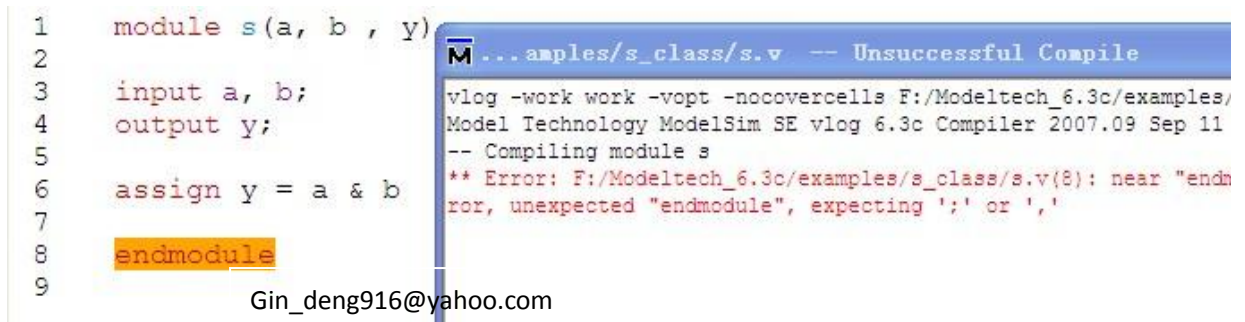 1 module s(a, b , y)
2
3 input a, b;
4 output y;
5
6 assign y = a & b
7
8 endmodule
9
M ...amples/s_class/s.v -- Unsuccessful Compile
vlog -work work -vopt -nocovercells F:/Modeltech_6.3c/examples/
Model Technology ModelSim SE vlog 6.3c Compiler 2007.09 Sep 11
-- Compiling module s
** Error: F:/Modeltech_6.3c/examples/s_class/s.v(8): near "endm
ror, unexpected "endmodule", expecting ';' or ','
Gin_deng916@yahoo.com